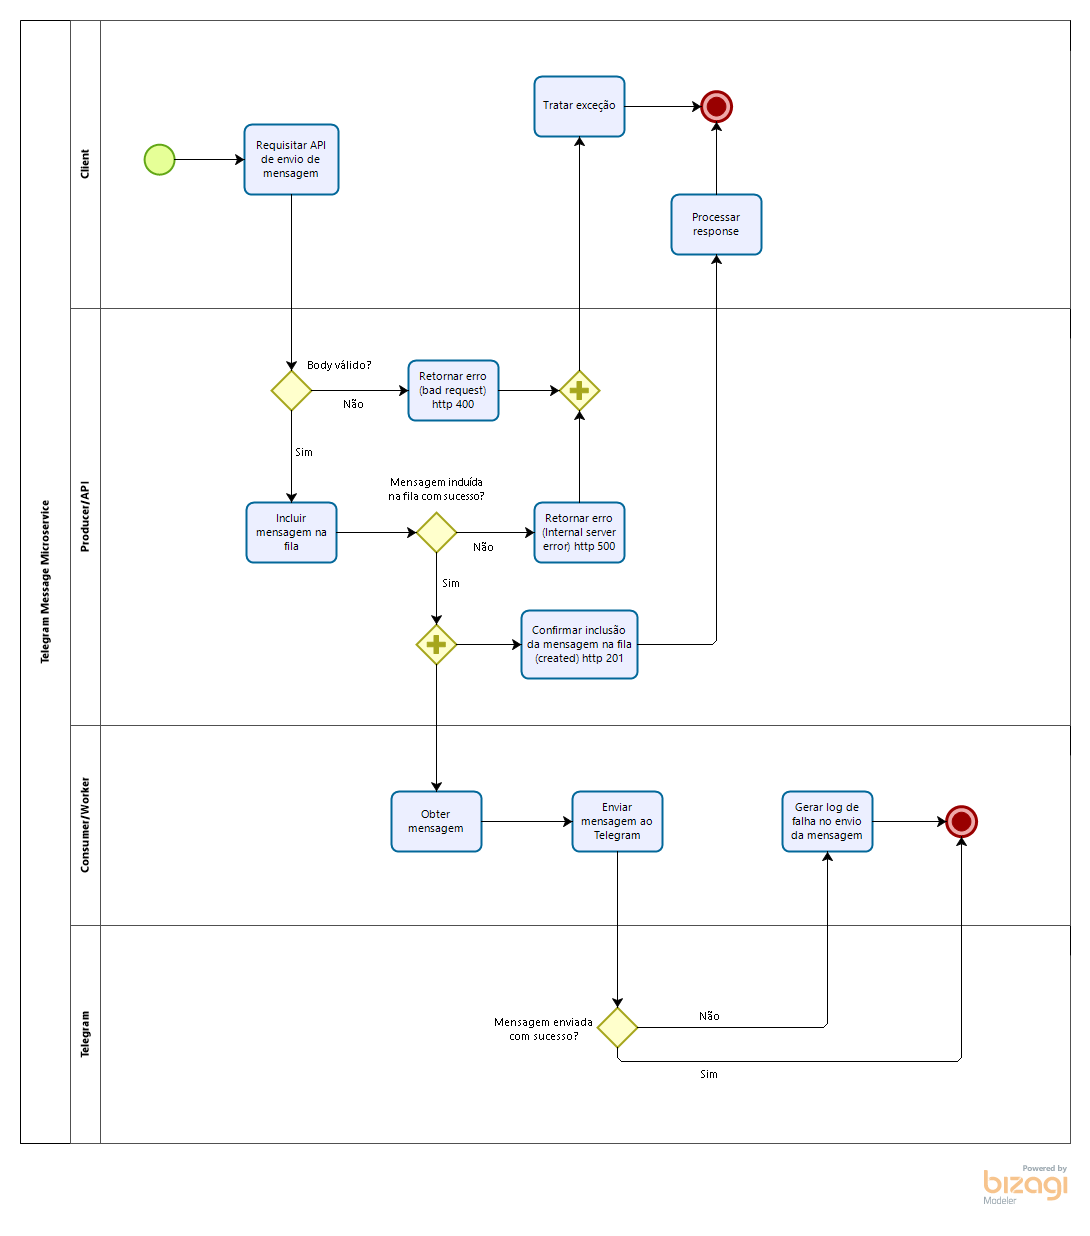 Telegram Message Microservice
Client
Requisitar API
de envio de
mensagem
Tratar exceção
Processar
response
Producer/API
Body válido?
Não
Sim
Retornar erro
(bad request)
http 400
Incluir
mensagem na
fila
Mensagem incluída
na fila com sucesso?
Não
Sim
Retornar erro
(Internal server
error) http 500
Confirmar inclusão
da mensagem na fila
(created) http 201
Consumer/Worker
Obter
mensagem
Enviar
mensagem ao
Telegram
Gerar log de
falha no envio
da mensagem
Telegram
Mensagem enviada
com sucesso?
Não
Sim
Powered by
bizagi
Modeler